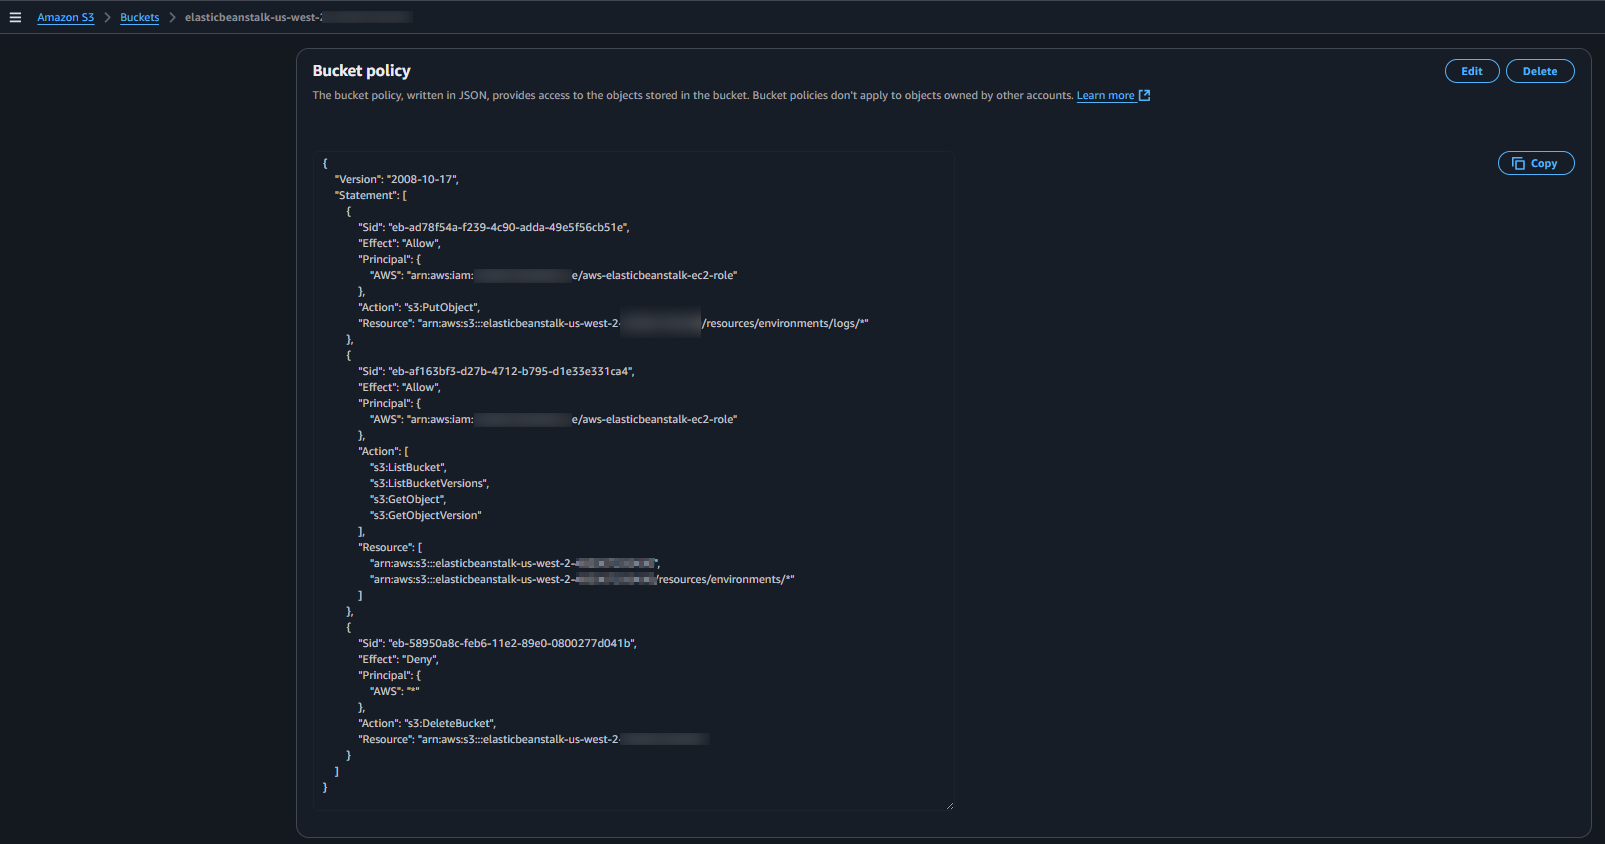 Amazon S3 > Buckets > elasticbeanstalk-us-west-2
Bucket policy
Edit
Delete
The bucket policy, written in JSON, provides access to the objects stored in the bucket. Bucket policies don't apply to objects owned by other accounts. Learn more
Copy
{
"Version": "2008-10-17",
"Statement": [
{
"Sid": "eb-ad78f54a-f239-4c90-adda-49e5f56cb51e",
"Effect": "Allow",
"Principal": {
"AWS": "arn:aws:iam: e/aws-elasticbeanstalk-ec2-role"
},
"Action": "s3:PutObject",
"Resource": "arn:aws:s3:::elasticbeanstalk-us-west-2- /resources/environments/logs/*"
},
{
"Sid": "eb-af163bf3-d27b-4712-b795-d1e33e331ca4",
"Effect": "Allow",
"Principal": {
"AWS": "arn:aws:iam: e/aws-elasticbeanstalk-ec2-role"
},
"Action": [
"s3:ListBucket",
"s3:ListBucketVersions",
"s3:GetObject",
"s3:GetObjectVersion"
],
"Resource": [
"arn:aws:s3:::elasticbeanstalk-us-west-2- ",
"arn:aws:s3:::elasticbeanstalk-us-west-2- /resources/environments/*"
]
},
{
"Sid": "eb-58950a8c-feb6-11e2-89e0-0800277d041b",
"Effect": "Deny",
"Principal": {
"AWS": "*"
},
"Action": "s3:DeleteBucket",
"Resource": "arn:aws:s3:::elasticbeanstalk-us-west-2-
}
]
}